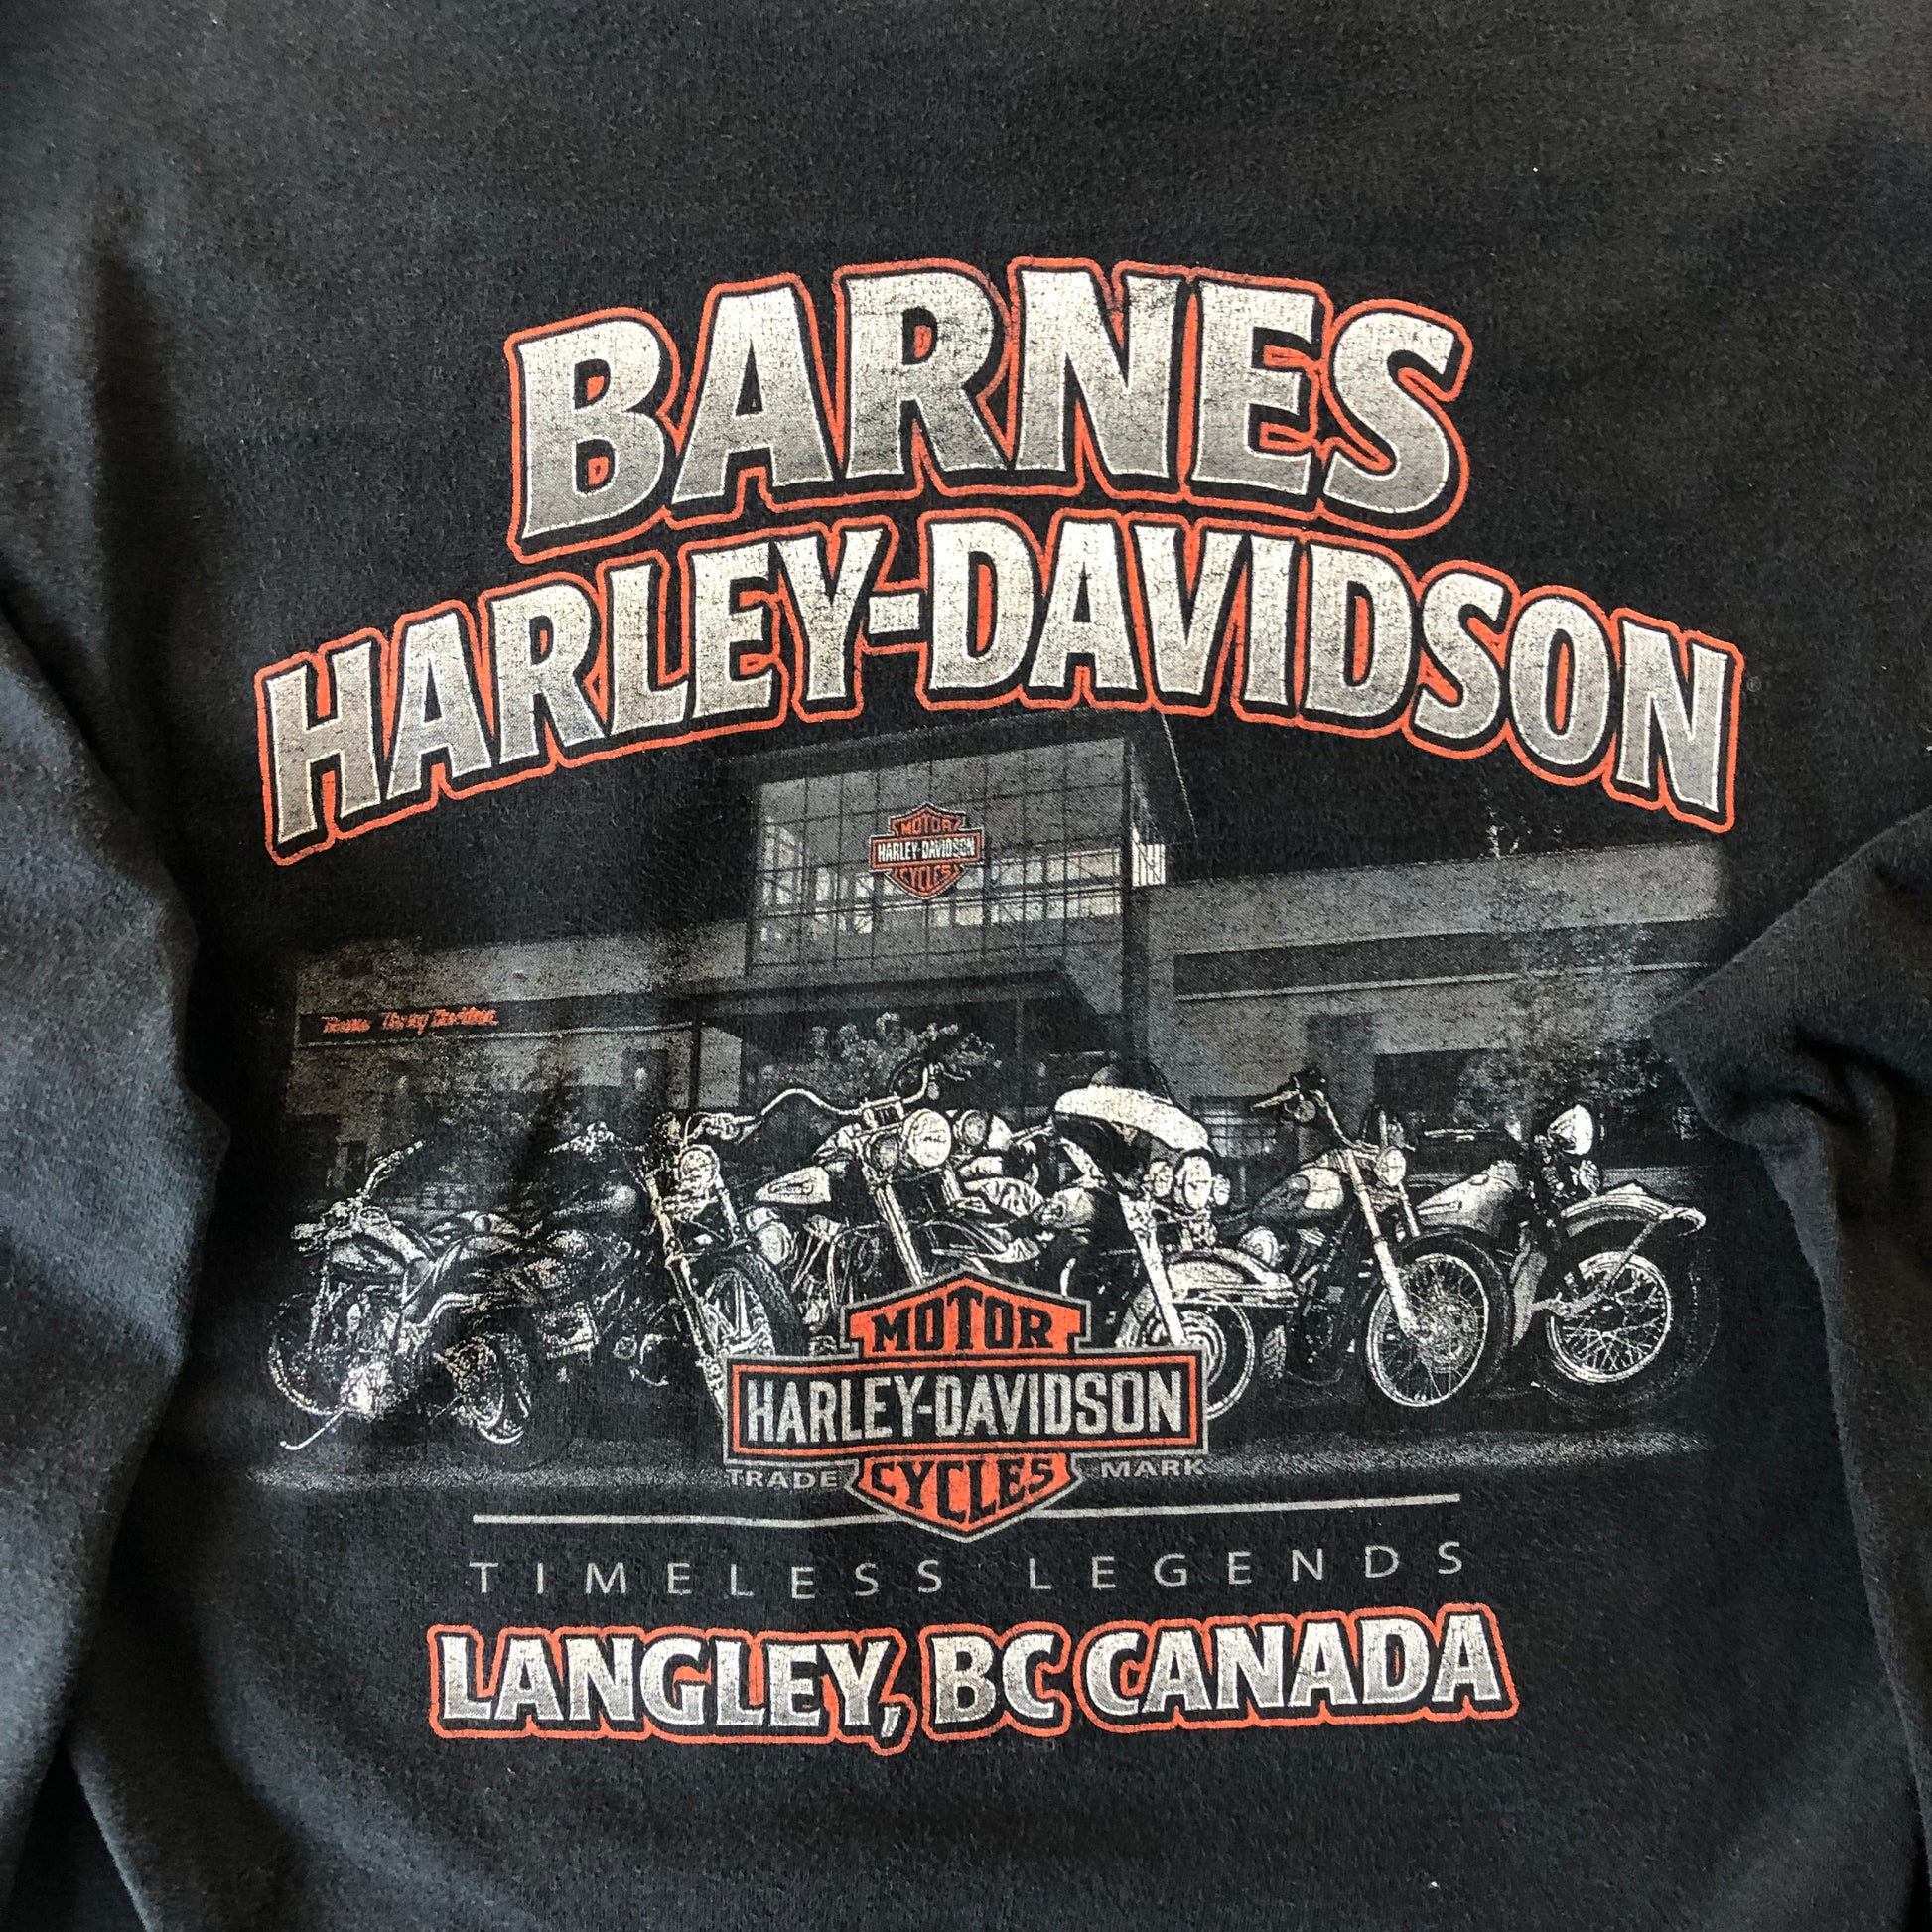 BARNES
HARLEY-DAVIDSON
®
MOTOR
HARLEY-DAVIDSON
CYCLES
MOTOR
HARLEY-DAVIDSON
CYCLES
TRADE MARK
TIMELESS LEGENDS
LANGLEY, BC CANADA